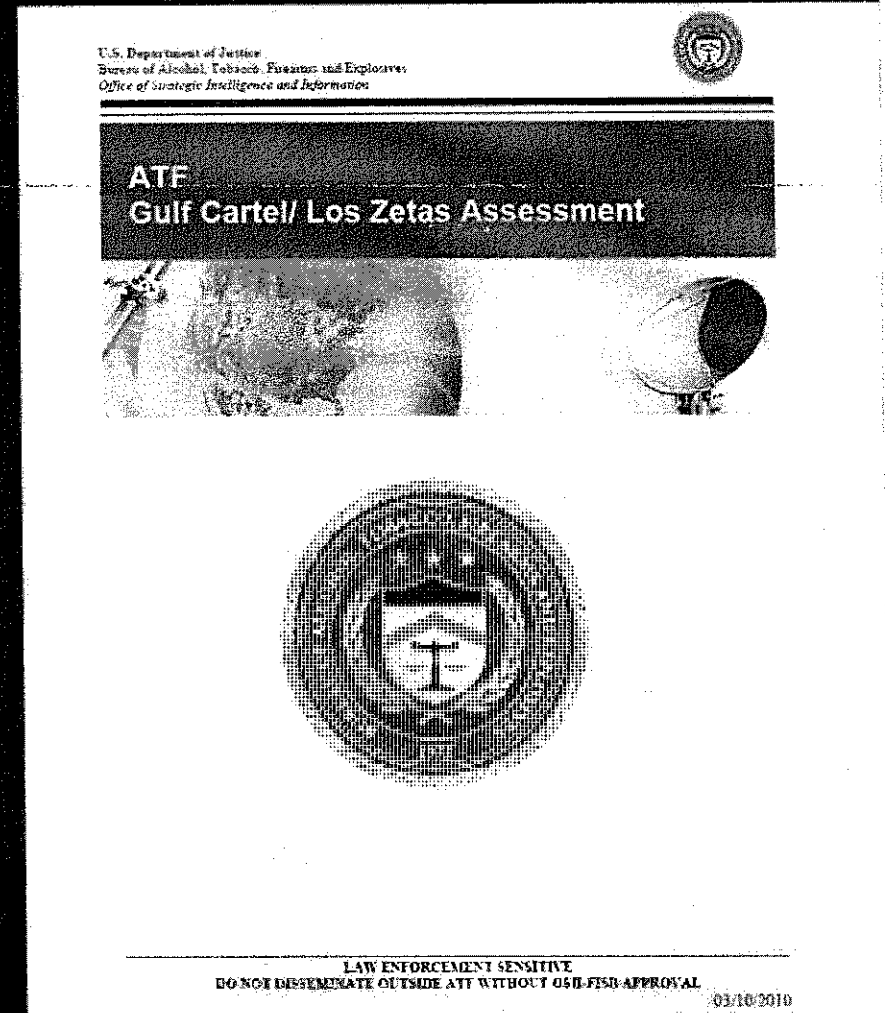 U.S. Department of Justice
Bureau of Alcohol, Tobacco, Firearms and Explosives
Office of Strategic Intelligence and Information
ATF
Gulf Cartel/ Los Zetas Assessment
LAW ENFORCEMENT SENSITIVE
DO NOT DISSEMINATE OUTSIDE ATF WITHOUT OSII-FISB APPROVAL
03/10/2010